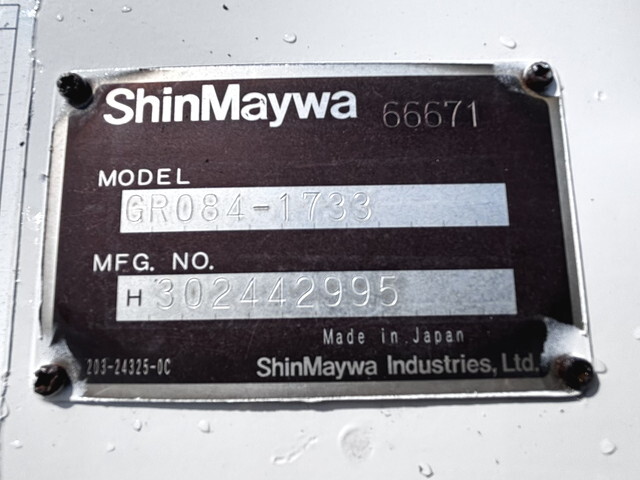 ShinMaywa 66671
MODEL
GR084-1733
MFG. NO.
H 302442995
Made in Japan
203-24325-0C ShinMaywa Industries, Ltd.